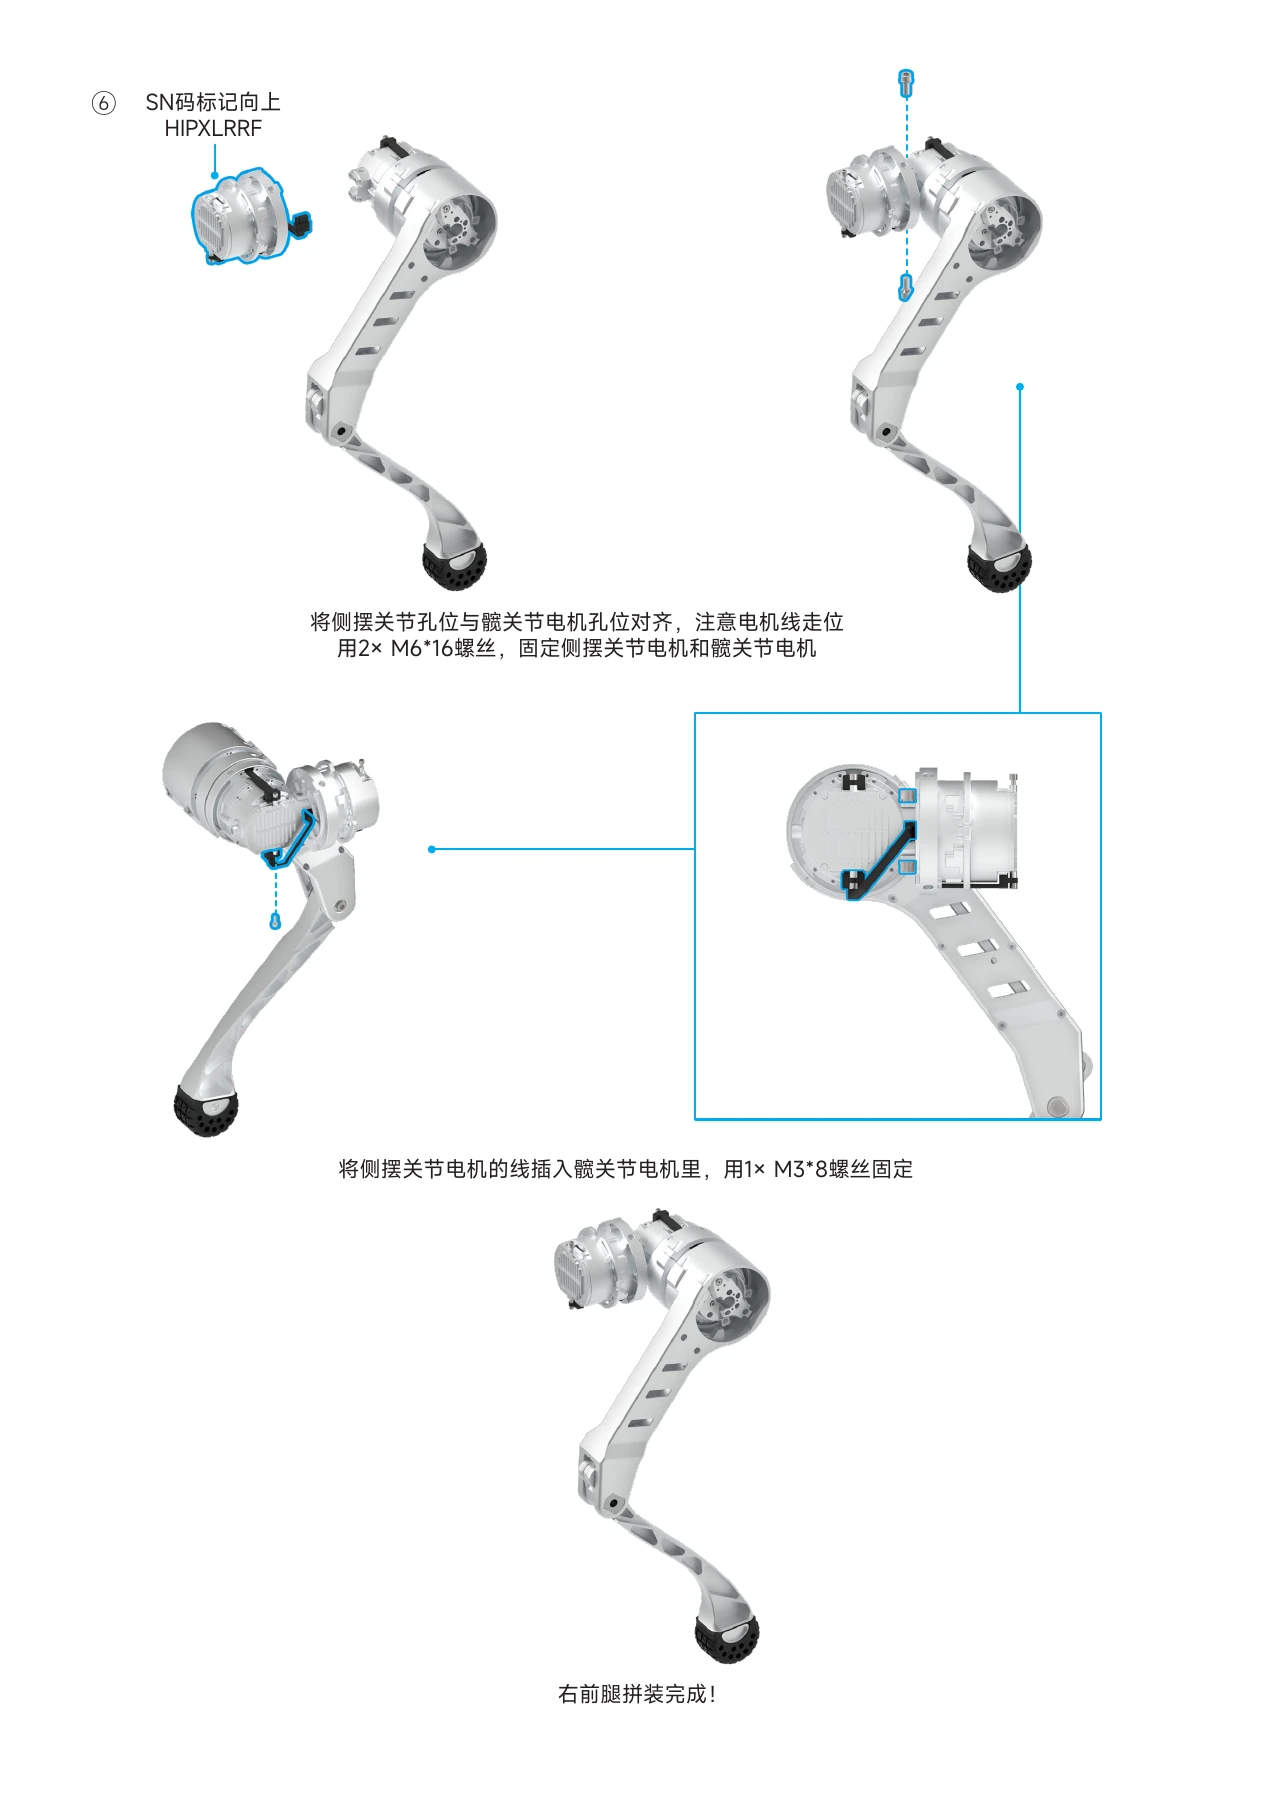 ⑥ SN码标记向上
HIPXLRRF
将侧摆关节孔位与髋关节电机孔位对齐，注意电机线走位
用2× M6*16螺丝，固定侧摆关节电机和髋关节电机
将侧摆关节电机的线插入髋关节电机里，用1× M3*8螺丝固定
右前腿拼装完成！